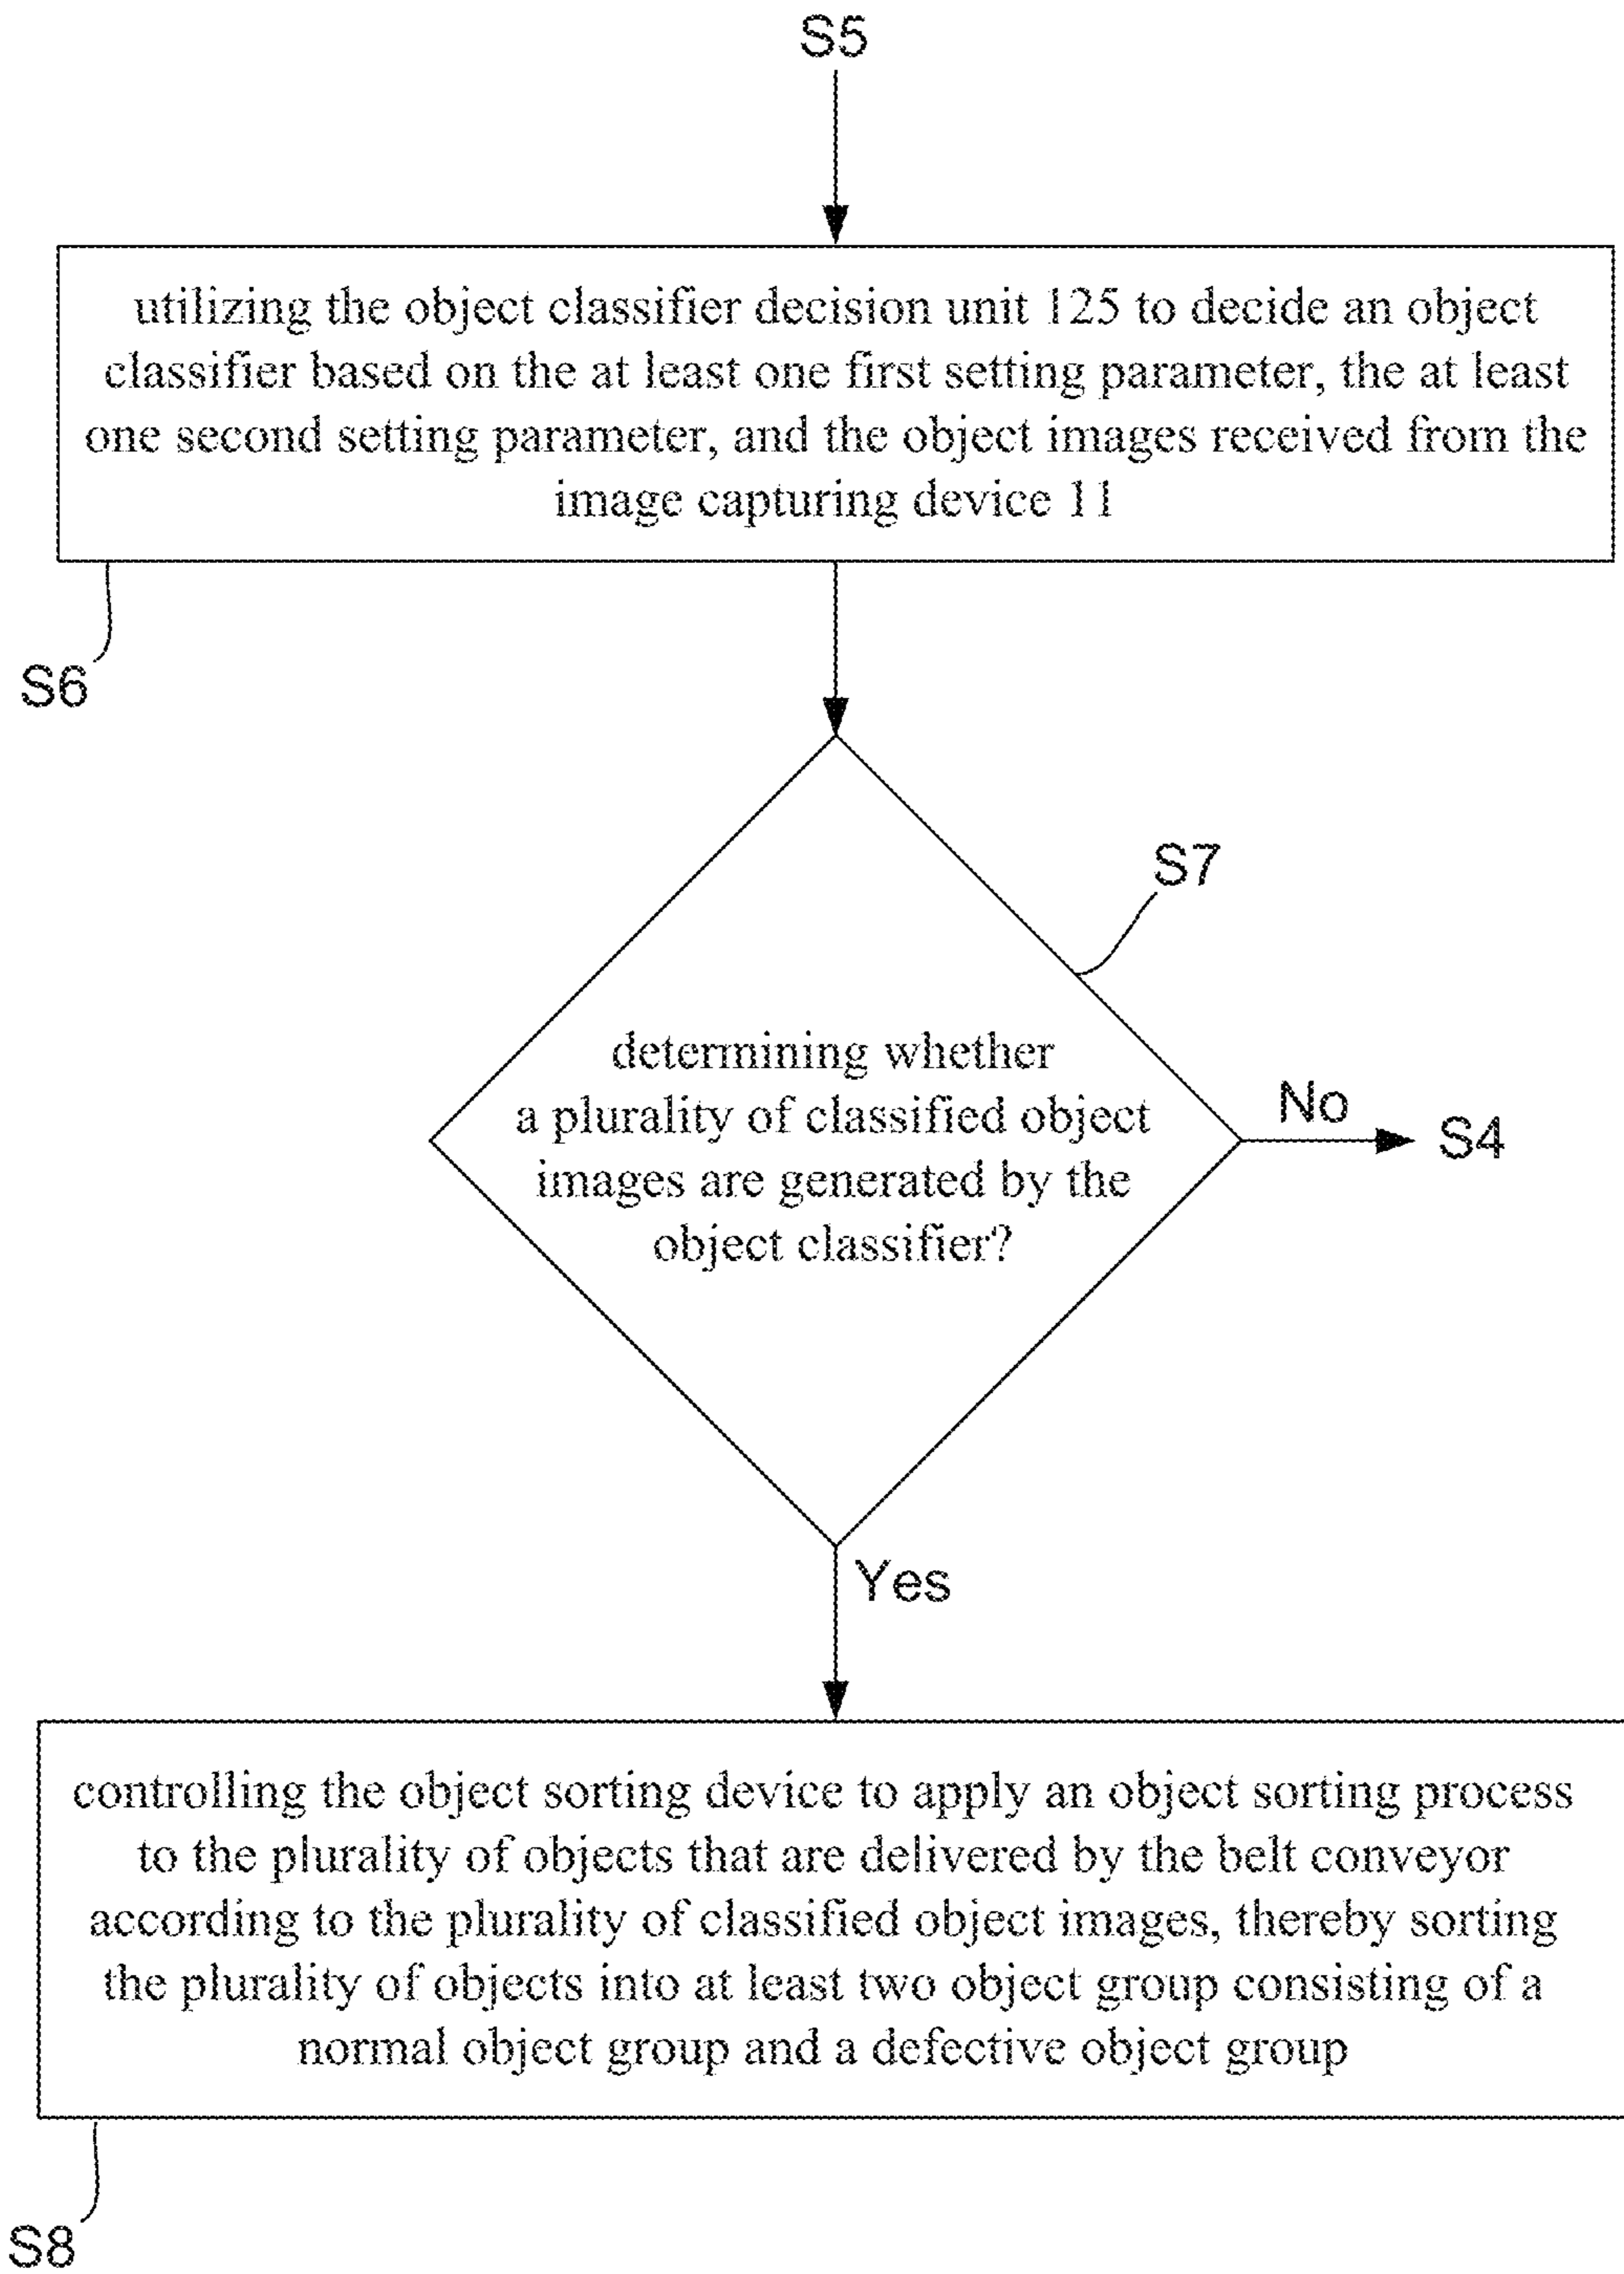 S5
utilizing the object classifier decision unit 125 to decide an object
classifier based on the at least one first setting parameter, the at least
one second setting parameter, and the object images received from the
image capturing device 11
S6
S7
determining whether
a plurality of classified object
images are generated by the
object classifier?
No
S4
Yes
controlling the object sorting device to apply an object sorting process
to the plurality of objects that are delivered by the belt conveyor
according to the plurality of classified object images, thereby sorting
the plurality of objects into at least two object group consisting of a
normal object group and a defective object group
S8